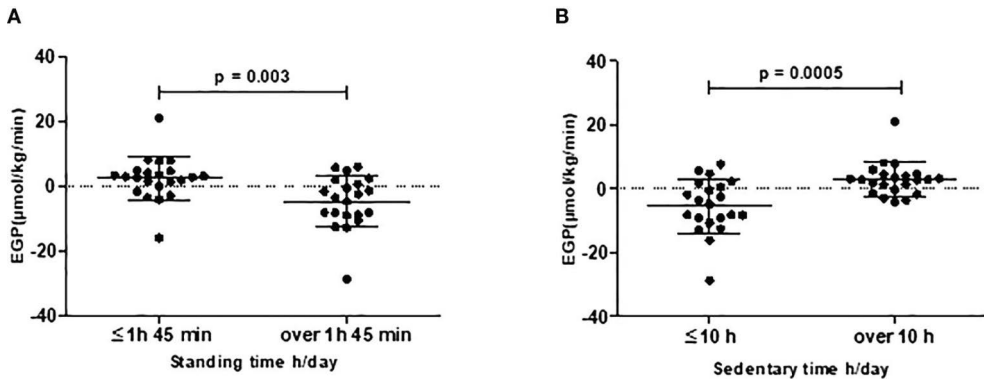 A
EGP(µmol/kg/min)
40
20
0
-20
-40
p = 0.003
≤1h 45 min
over 1h 45 min
Standing time h/day
B
EGP(µmol/kg/min)
40
20
0
-20
-40
p = 0.0005
≤10 h
over 10 h
Sedentary time h/day